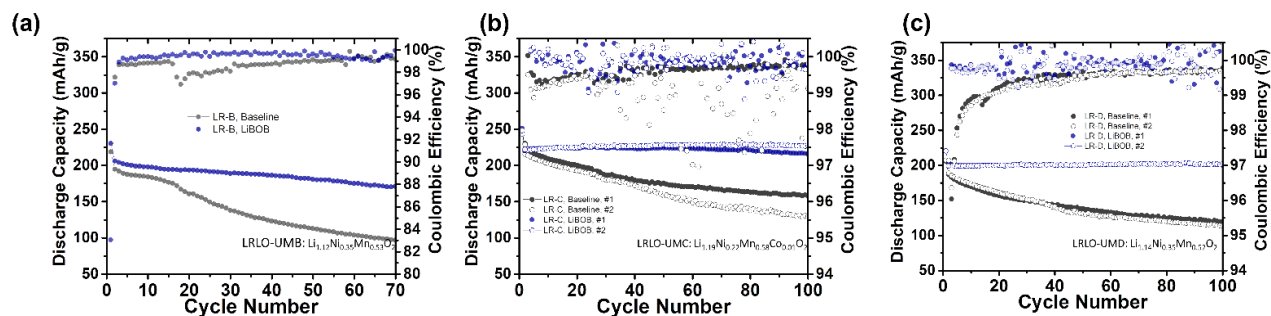 (a)
Discharge Capacity (mAh/g)
350
300
250
200
150
100
50
0 10 20 30 40 50 60 70
Cycle Number
100
98
96
94
92
90
88
86
84
82
80
Coulombic Efficiency (%)
LR-B, Baseline
LR-B, LiBOB
LRLO-UMB: Li1.12Ni0.35Mn0.53O2
(b)
Discharge Capacity (mAh/g)
350
300
250
200
150
100
50
0 20 40 60 80 100
Cycle Number
100
99
98
97
96
95
94
Coulombic Efficiency (%)
LR-C, Baseline, #1
LR-C, Baseline, #2
LR-C, LiBOB, #1
LR-C, LiBOB, #2
LRLO-UMC: Li1.19Ni0.22Mn0.58Co0.01O2
(c)
Discharge Capacity (mAh/g)
350
300
250
200
150
100
50
0 20 40 60 80 100
Cycle Number
100
98
96
94
Coulombic Efficiency (%)
LR-D, Baseline, #1
LR-D, Baseline, #2
LR-D, LiBOB, #1
LR-D, LiBOB, #2
LRLO-UMD: Li1.14Ni0.35Mn0.52O2